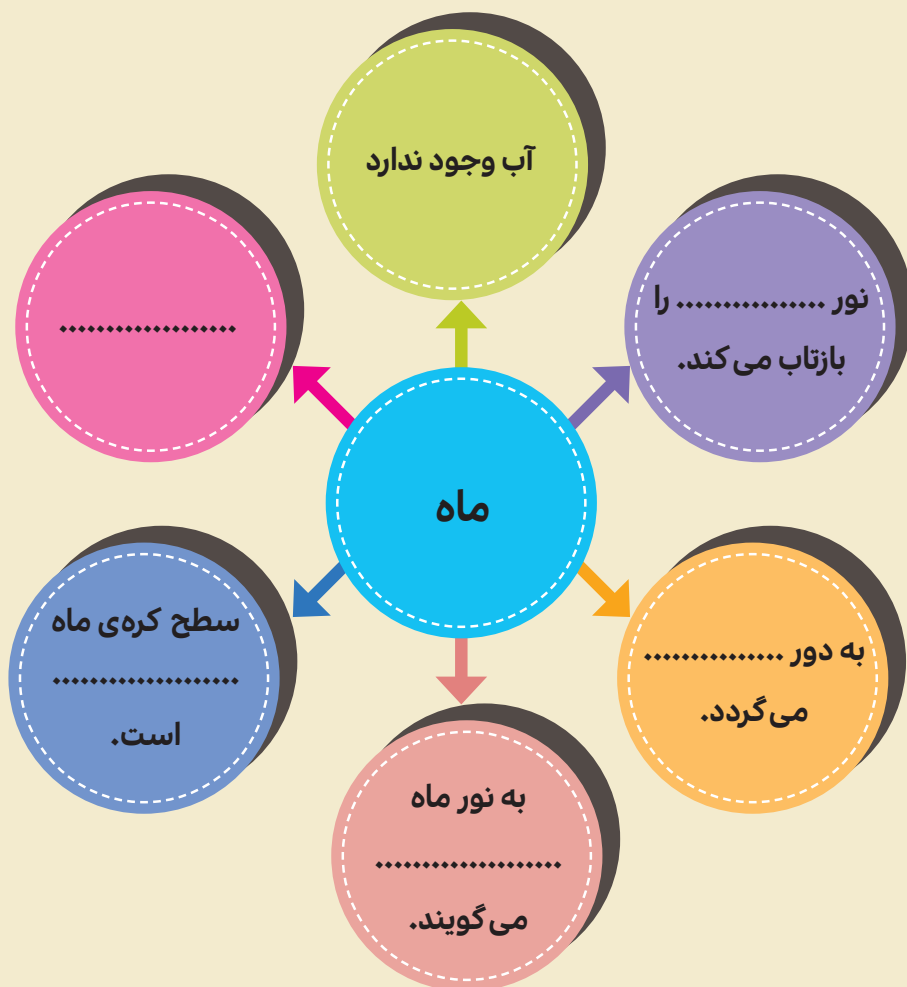 آب وجود ندارد
نور ................ را
بازتاب می‌کند.
...................
ماه
سطح کره‌ی ماه
....................
است.
به دور ...............
می‌گردد.
به نور ماه
....................
می‌گویند.